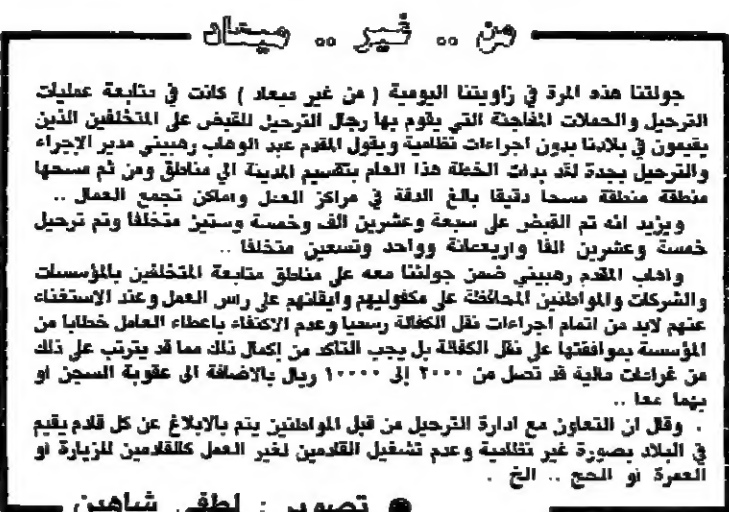 من .. غير .. ميعاد
جولتنا هذه المرة في زاويتنا اليومية ( من غير ميعاد ) كانت في متابعة عمليات
الترحيل والحملات المفاجئة التي يقوم بها رجال الترحيل للقبض على المتخلفين الذين
يقيمون في بلادنا بدون اجراءات نظامية ويقول المقدم عبد الوهاب رهبيني مدير الإجراء
والترحيل بجدة لقد بدات الخطة هذا العام بتقسيم المدينة الى مناطق ومن ثم مسحها
منطقة منطقة مسحا دقيقا بالغ الدقة في مراكز العمل واماكن تجمع العمال ..
ويزيد انه تم القبض على سبعة وعشرين الف وخمسة وستين متخلفا وتم ترحيل
خمسة وعشرين الفا واربعمائة وواحد وتسعين متخلفا ..
واهاب المقدم رهبيني ضمن جولتنا معه على مناطق متابعة المتخلفين بالمؤسسات
والشركات والمواطنين المحافظة على مكفوليهم وابقائهم على راس العمل وعند الاستغناء
عنهم لابد من اتمام اجراءات نقل الكفالة رسميا وعدم الاكتفاء باعطاء العامل خطابا من
المؤسسة بموافقتها على نقل الكفالة بل يجب التاكد من إكمال ذلك مما قد يترتب على ذلك
من غرامات مالية قد تصل من ٢٠٠٠ إلى ١٠٠٠٠ ريال بالاضافة الى عقوبة السجن او
بهما معا ..
. وقال ان التعاون مع ادارة الترحيل من قبل المواطنين يتم بالابلاغ عن كل قادم يقيم
في البلاد بصورة غير نظامية وعدم تشغيل القادمين لغير العمل كالقادمين للزيارة أو
العمرة أو الحج .. الخ .
● تصوير : لطفي شاهين